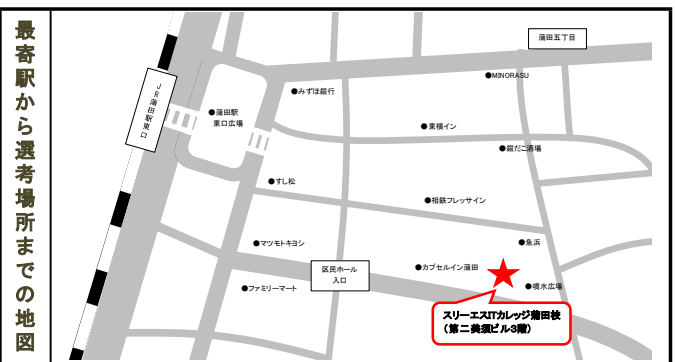 最寄駅から選考場所までの地図
蒲田五丁目
●MINORASU
●みずほ銀行
JR蒲田駅東口
●蒲田駅
東口広場
●東横イン
●銀だこ酒場
●すし松
●相鉄フレッサイン
●マツモトキヨシ
●魚浜
区民ホール
入口
●カプセルイン蒲田
●ファミリーマート
●噴水広場
スリーエスITカレッジ蒲田校
（第二美須ビル3階）